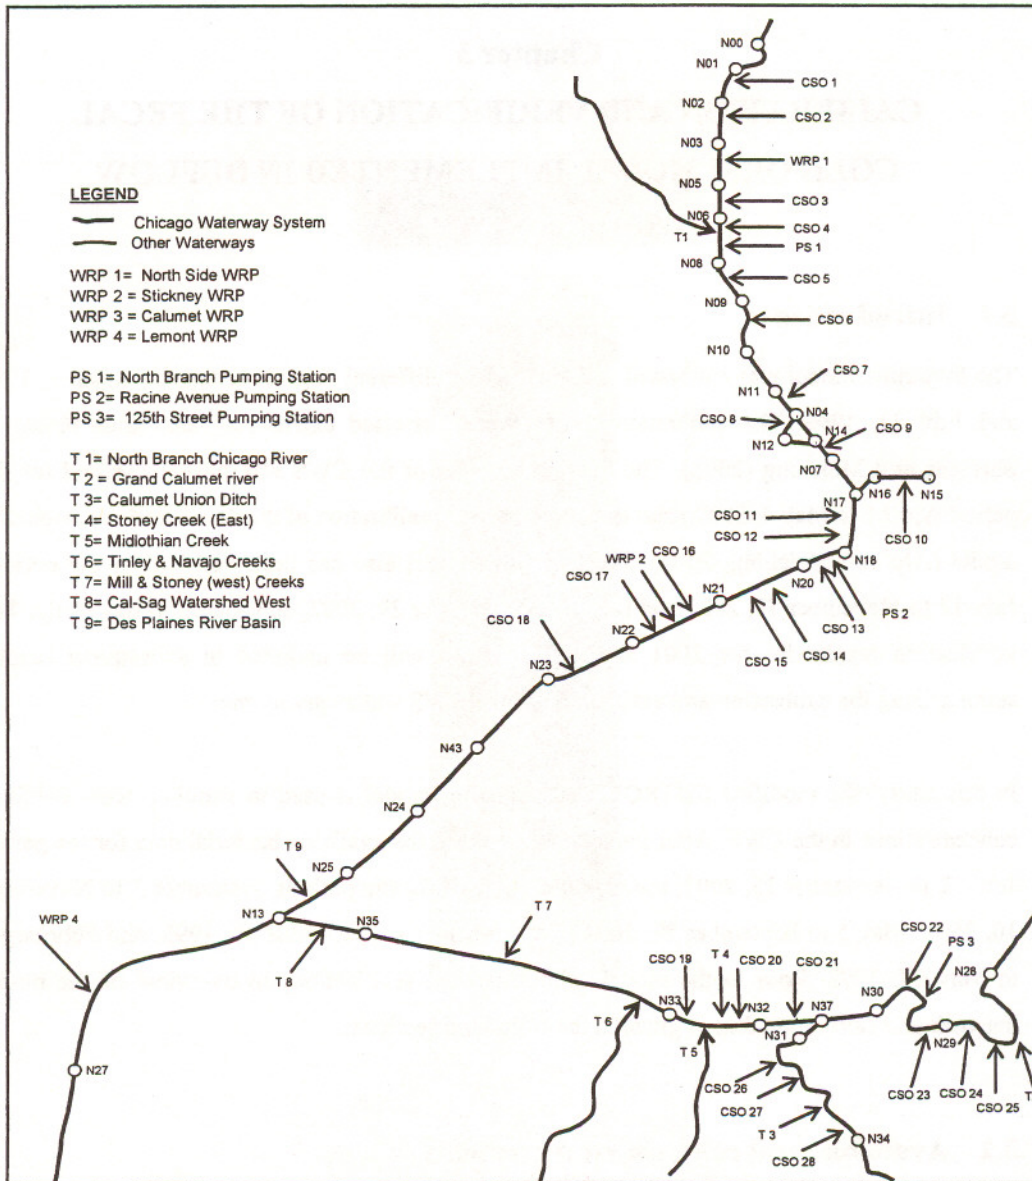 N00
N01
CSO 1
N02
CSO 2
N03
WRP 1
N05
CSO 3
N06
CSO 4
T1
PS 1
N08
CSO 5
N09
CSO 6
N10
CSO 7
N11
N04
CSO 8
N14
CSO 9
N12
N07
N16
N15
N17
CSO 11
CSO 10
CSO 12
N18
LEGEND
Chicago Waterway System
Other Waterways
WRP 1= North Side WRP
WRP 2 = Stickney WRP
WRP 3 = Calumet WRP
WRP 4 = Lemont WRP
PS 1= North Branch Pumping Station
PS 2= Racine Avenue Pumping Station
PS 3= 125th Street Pumping Station
T 1= North Branch Chicago River
T 2 = Grand Calumet river
T 3= Calumet Union Ditch
T 4= Stoney Creek (East)
T 5= Midlothian Creek
T 6= Tinley & Navajo Creeks
T 7= Mill & Stoney (west) Creeks
T 8= Cal-Sag Watershed West
T 9= Des Plaines River Basin
N20
PS 2
CSO 13
CSO 14
CSO 15
N21
CSO 16
WRP 2
CSO 17
N22
CSO 18
N23
N43
N24
T 9
N25
WRP 4
N13
N35
T 7
T 8
N27
CSO 19
T 4
CSO 20
CSO 21
CSO 22
PS 3
N28
N33
N32
N37
N30
N31
N29
T 6
T 5
CSO 26
CSO 27
T 3
CSO 28
N34
CSO 23
CSO 24
CSO 25
T